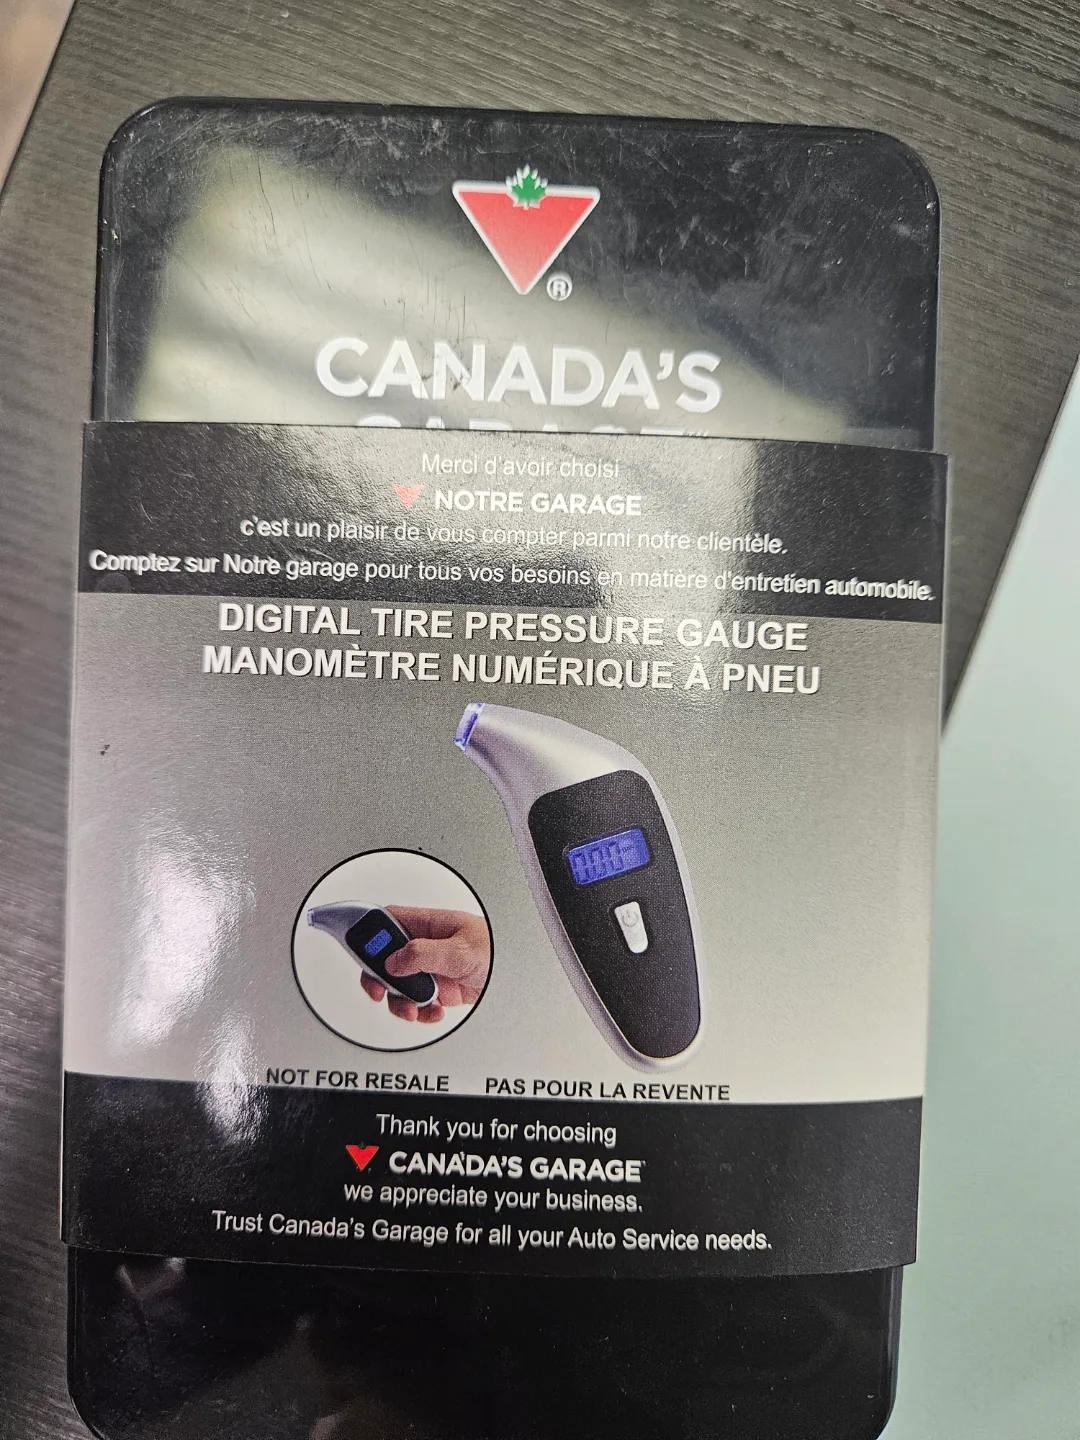 ®
CANADA'S
GARAGE
Merci d'avoir choisi
NOTRE GARAGE
c'est un plaisir de vous compter parmi notre clientèle.
Comptez sur Notre garage pour tous vos besoins en matière d'entretien automobile.
DIGITAL TIRE PRESSURE GAUGE
MANOMÈTRE NUMÉRIQUE À PNEU
NOT FOR RESALE PAS POUR LA REVENTE
Thank you for choosing
CANADA'S GARAGE
we appreciate your business.
Trust Canada's Garage for all your Auto Service needs.